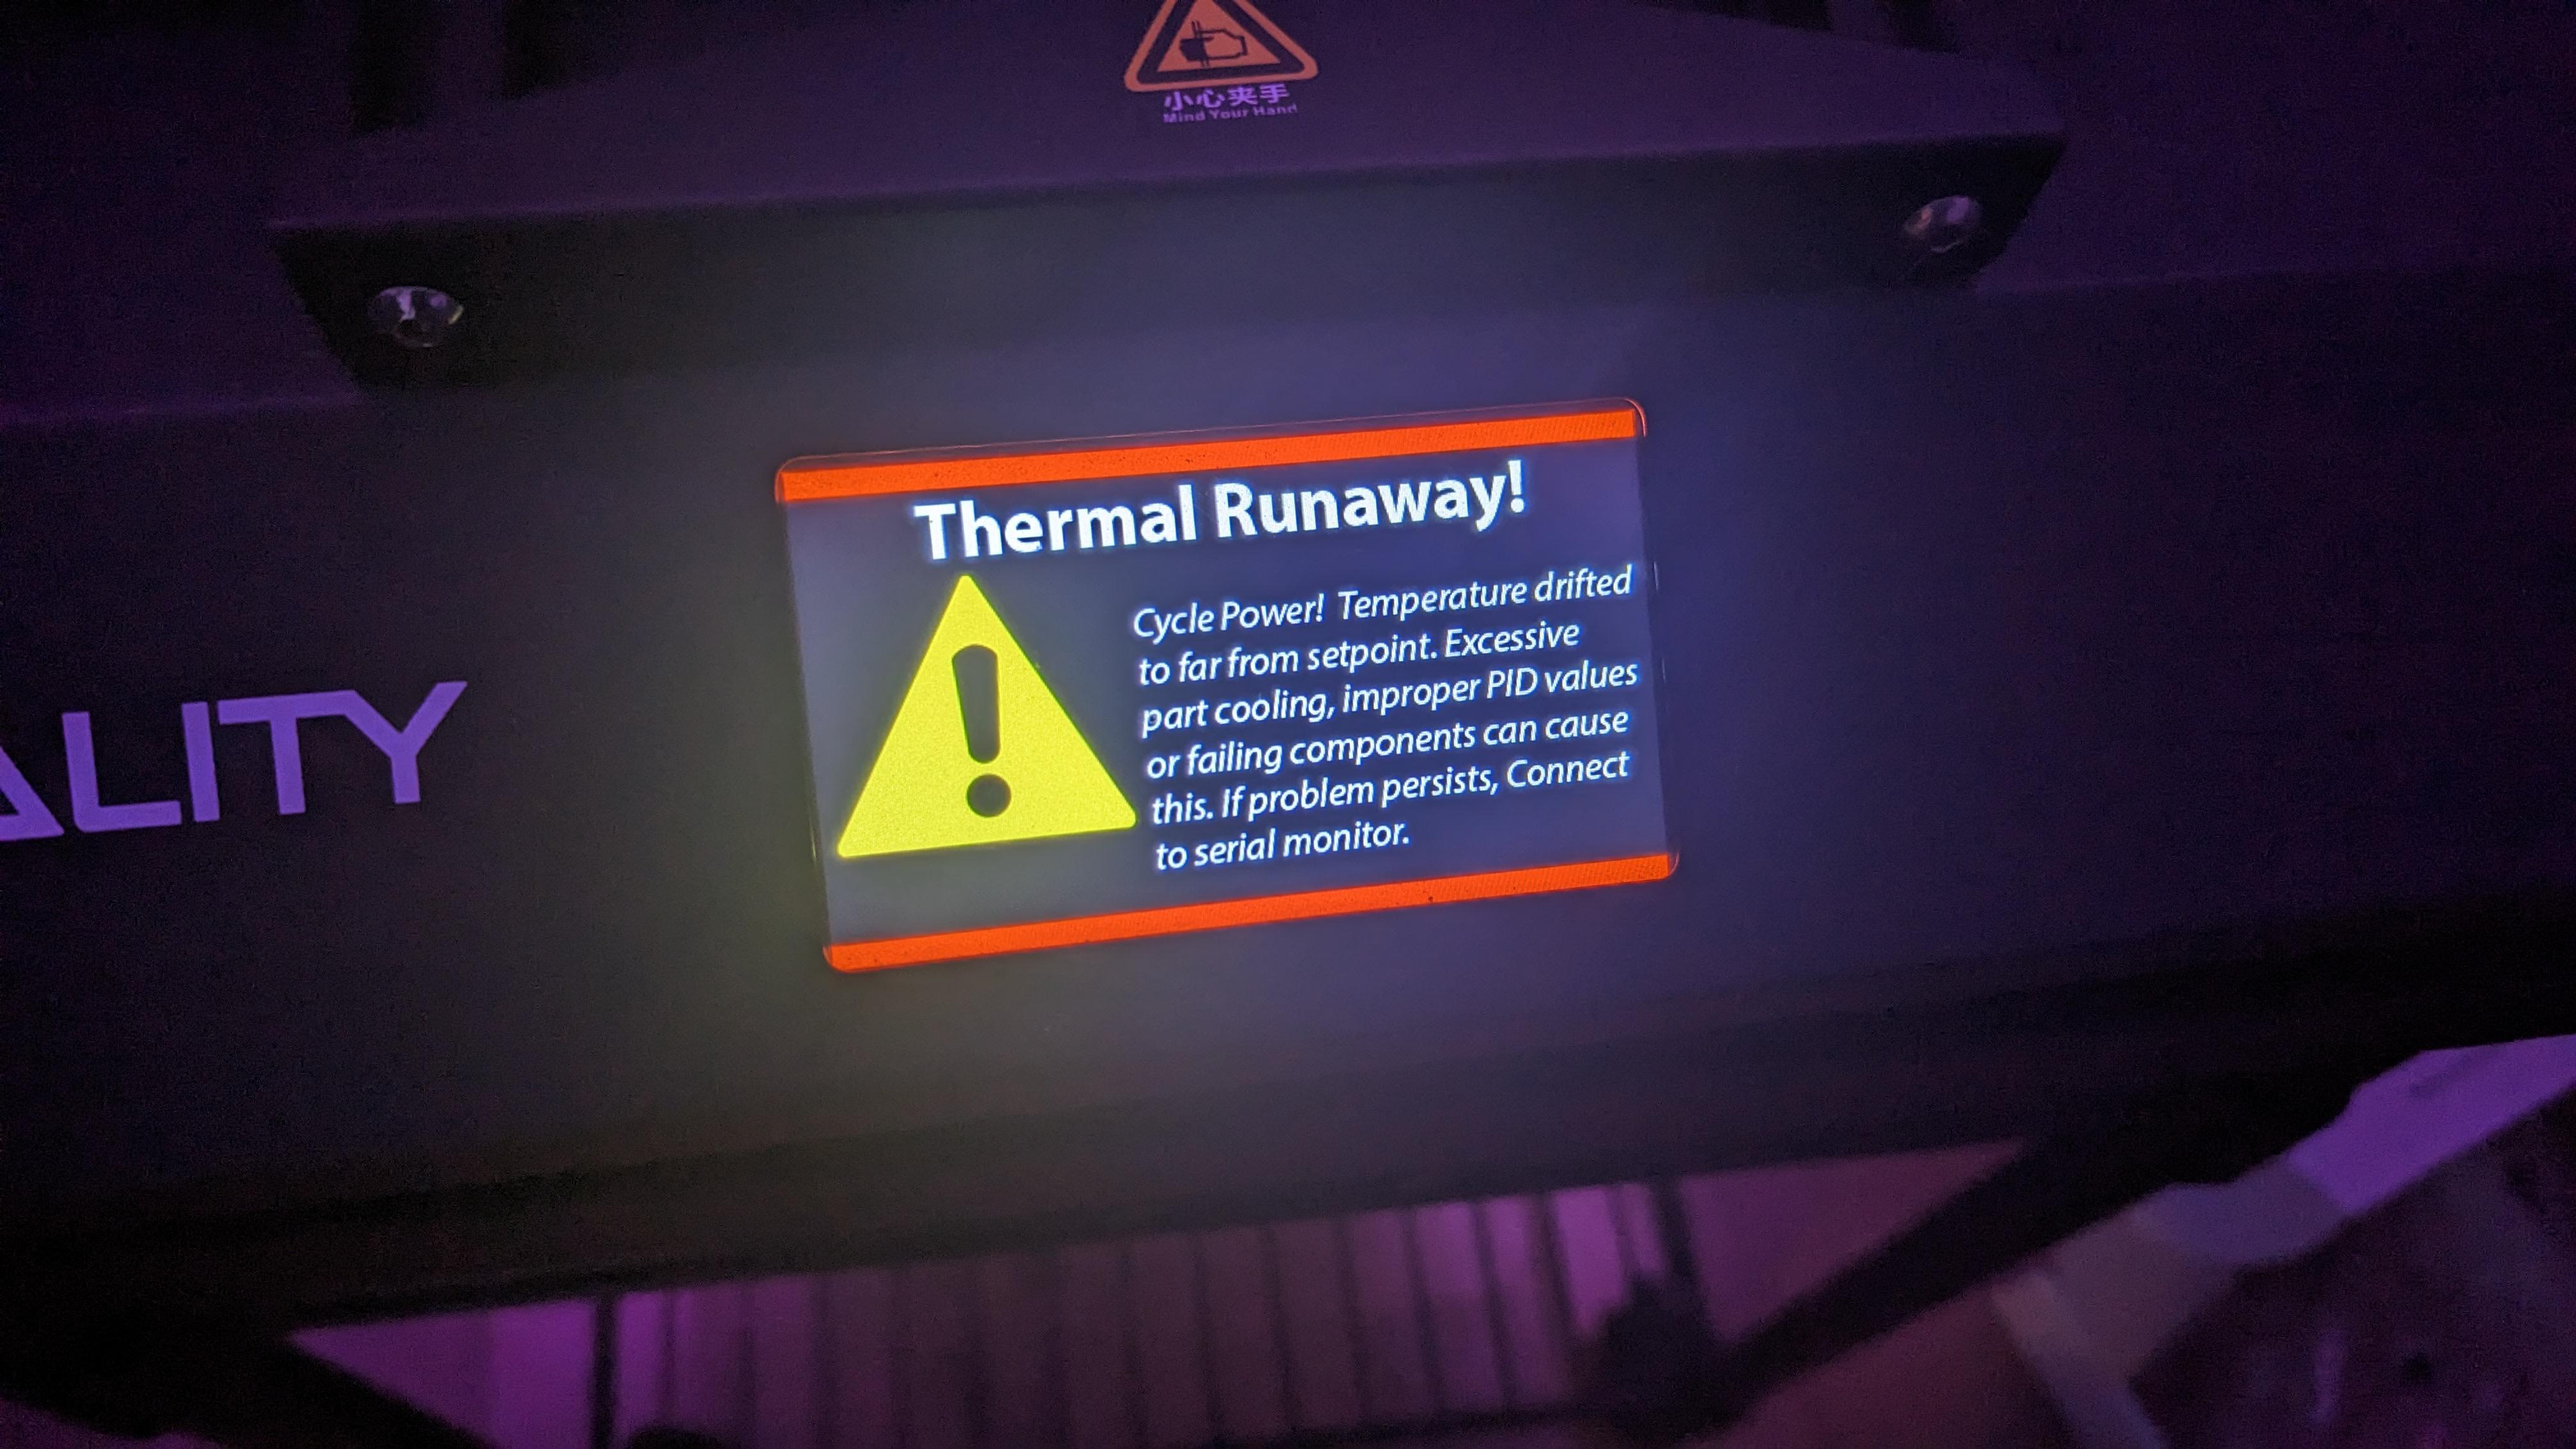 小心夹手
Mind Your Hand
Thermal Runaway!
Cycle Power! Temperature drifted
to far from setpoint. Excessive
part cooling, improper PID values
or failing components can cause
this. If problem persists, Connect
to serial monitor.
ALITY